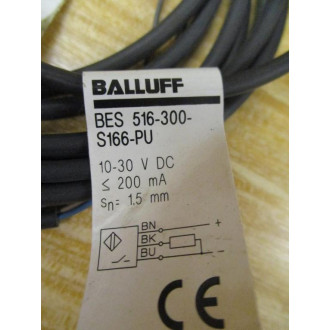 BALLUFF
BES 516-300-
S166-PU
10-30 V DC
≤ 200 mA
sn= 1.5 mm
BN +
BK
BU -
CE